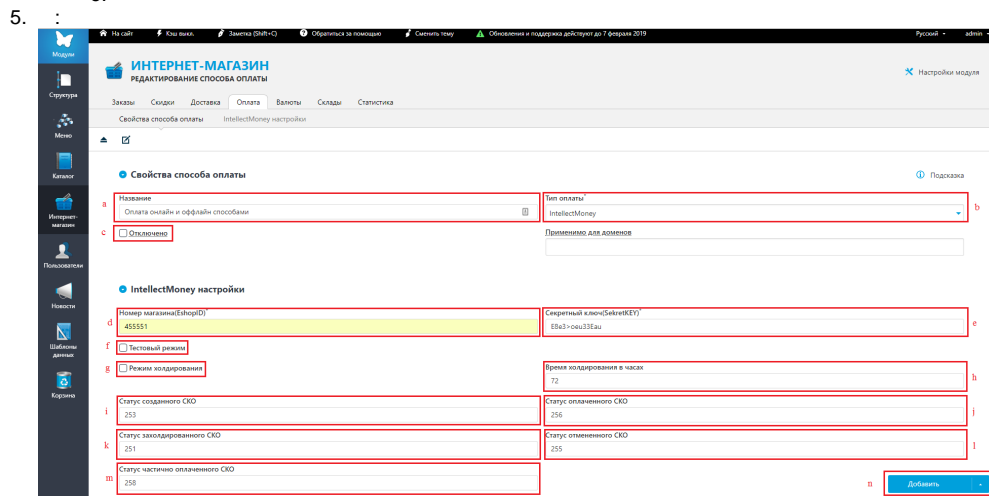 5. :
На сайт Кэш выкл. Заметка (Shift+C) Обратиться за помощью Сменить тему Обновления и поддержка действуют до 7 февраля 2019 Русский admin
Модули
ИНТЕРНЕТ-МАГАЗИН
РЕДАКТИРОВАНИЕ СПОСОБА ОПЛАТЫ
Настройки модуля
Структура
Заказы Скидки Доставка Оплата Валюты Склады Статистика
Свойства способа оплаты IntellectMoney настройки
Меню
Каталог
Свойства способа оплаты
Подсказка
a
Название
Оплата онлайн и оффлайн способами
Тип оплаты*
IntellectMoney
b
Интернет-
магазин
c
Отключено
Применимо для доменов
Пользователи
IntellectMoney настройки
Новости
d
Номер магазина(EshopID)*
455551
Секретный ключ(SekretKEY)*
E8e3>oeu33Eau
e
Шаблоны
данных
f
Тестовый режим
g
Режим холдирования
Время холдирования в часах
72
h
Корзина
i
Статус созданного СКО
253
Статус оплаченного СКО
256
j
k
Статус захолдированного СКО
251
Статус отмененного СКО
255
l
m
Статус частично оплаченного СКО
258
n
Добавить